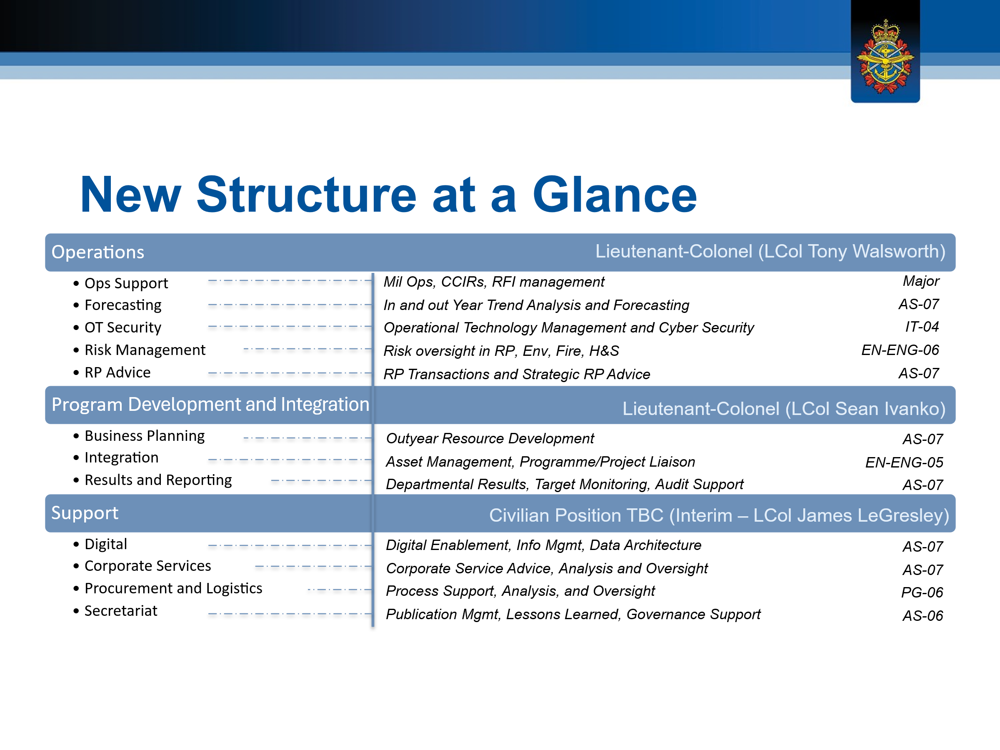 New Structure at a Glance
Operations Lieutenant-Colonel (LCol Tony Walsworth)
• Ops Support Mil Ops, CCIRs, RFI management Major
• Forecasting In and out Year Trend Analysis and Forecasting AS-07
• OT Security Operational Technology Management and Cyber Security IT-04
• Risk Management Risk oversight in RP, Env, Fire, H&S EN-ENG-06
• RP Advice RP Transactions and Strategic RP Advice AS-07
Program Development and Integration Lieutenant-Colonel (LCol Sean Ivanko)
• Business Planning Outyear Resource Development AS-07
• Integration Asset Management, Programme/Project Liaison EN-ENG-05
• Results and Reporting Departmental Results, Target Monitoring, Audit Support AS-07
Support Civilian Position TBC (Interim – LCol James LeGresley)
• Digital Digital Enablement, Info Mgmt, Data Architecture AS-07
• Corporate Services Corporate Service Advice, Analysis and Oversight AS-07
• Procurement and Logistics Process Support, Analysis, and Oversight PG-06
• Secretariat Publication Mgmt, Lessons Learned, Governance Support AS-06